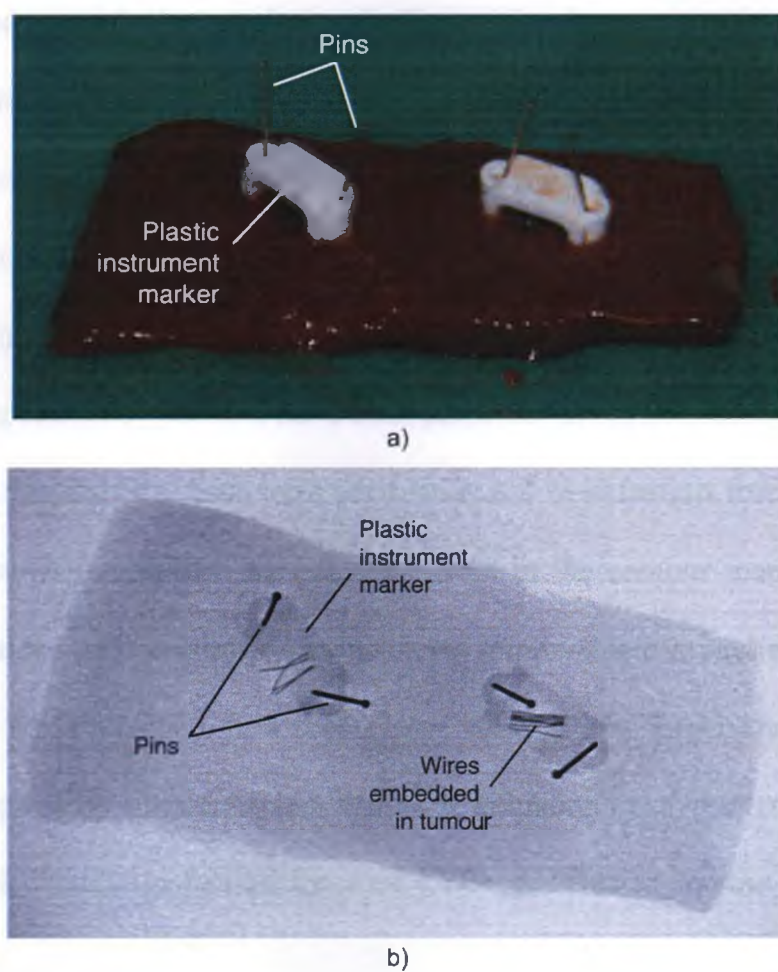 Pins
Plastic
instrument
marker
a)
Plastic
instrument
marker
Pins
Wires
embedded
in tumour
b)